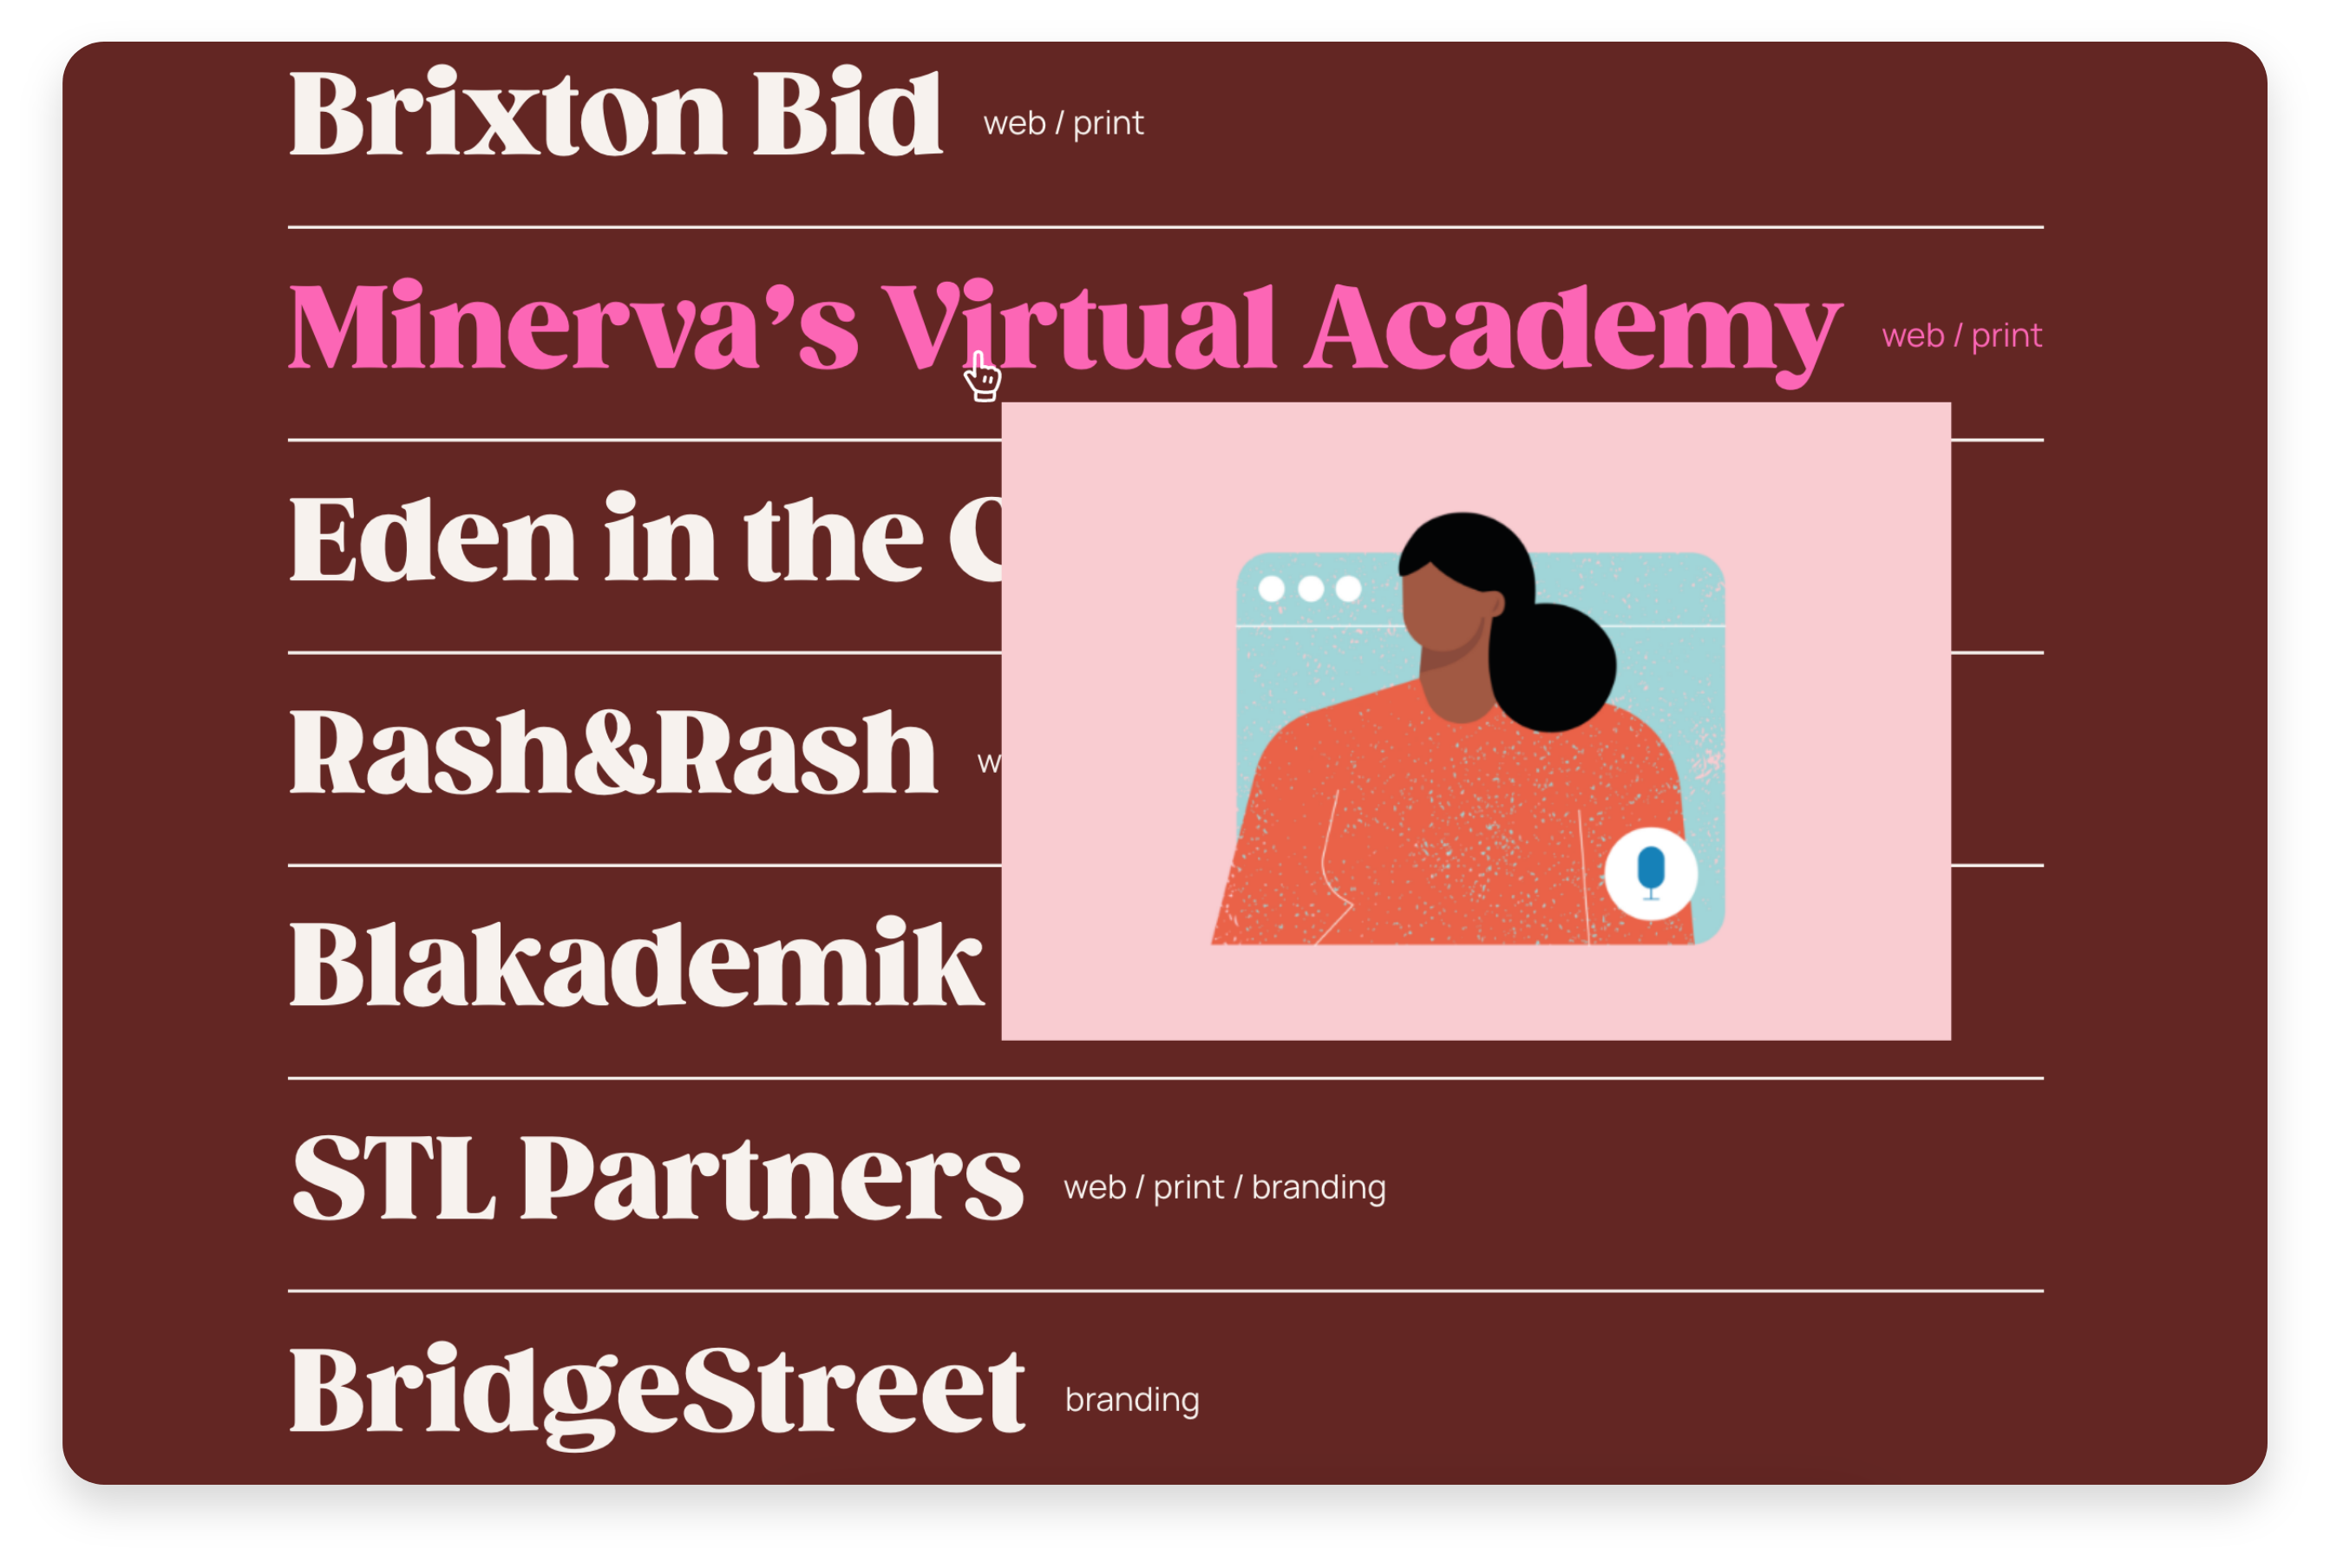 Brixton Bid web / print
Minerva’s Virtual Academy web / print
Eden in the
Rash&Rash
Blakademik
STL Partners web / print / branding
BridgeStreet branding